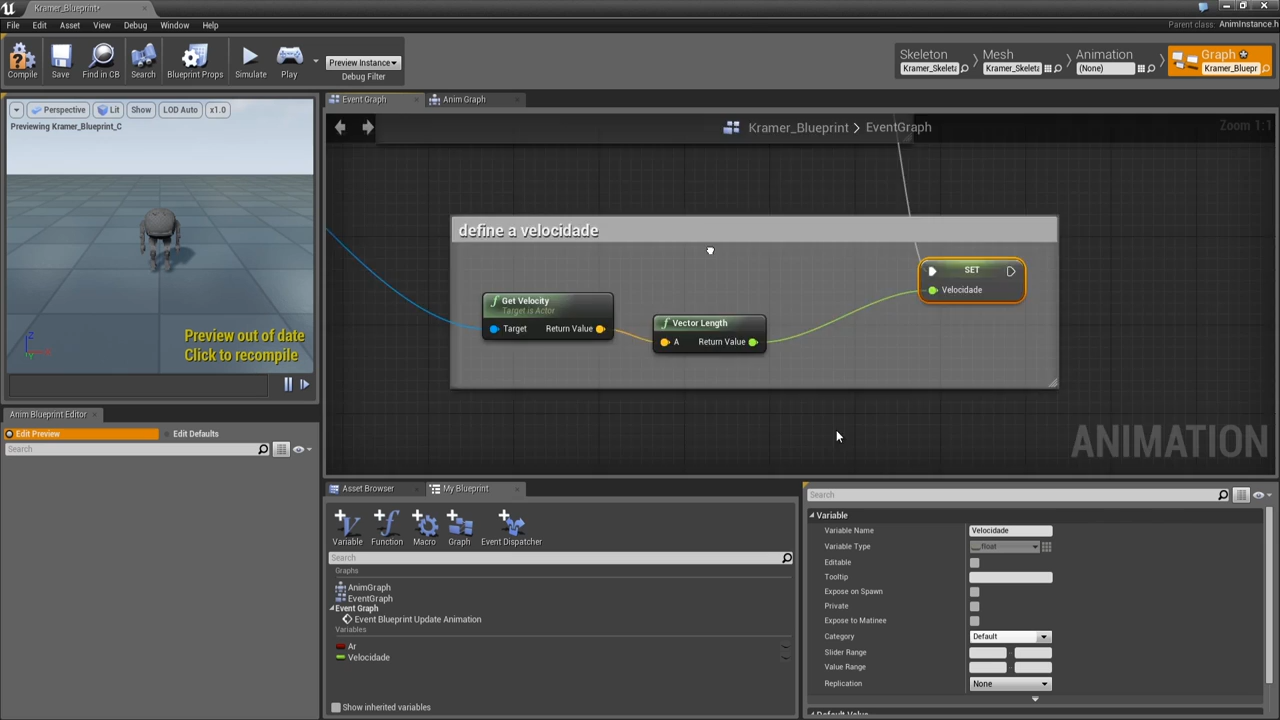 Kramer_Blueprint*
File Edit Asset View Debug Window Help
Parent class: AnimInstance.h
Compile Save Find in CB Search Blueprint Props Simulate Play
Preview Instance
Debug Filter
Skeleton Mesh Animation Graph
Kramer_Skeleta Kramer_Skeleta (None) Kramer_Bluepr
Event Graph Anim Graph
Perspective Lit Show LOD Auto x1.0
Previewing Kramer_Blueprint_C
Kramer_Blueprint > EventGraph
Zoom 1:1
define a velocidade
SET
Velocidade
Get Velocity
Target is Actor
Target Return Value
Vector Length
A Return Value
Z
Preview out of date
Click to recompile
ANIMATION
Anim Blueprint Editor
Edit Preview Edit Defaults
Search
Asset Browser My Blueprint
Variable Function Macro Graph Event Dispatcher
Search
Graphs
AnimGraph
EventGraph
Event Graph
Event Blueprint Update Animation
Variables
Ar
Velocidade
Show inherited variables
Search
Variable
Variable Name Velocidade
Variable Type float
Editable
Tooltip
Expose on Spawn
Private
Expose to Matinee
Category Default
Slider Range
Value Range
Replication None
Default Value